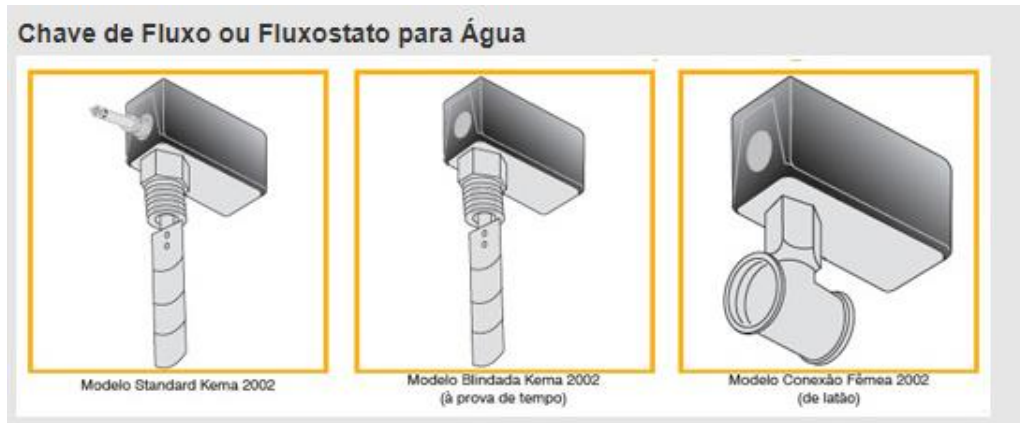 Chave de Fluxo ou Fluxostato para Água
Modelo Standard Kema 2002
Modelo Blindada Kema 2002
(à prova de tempo)
Modelo Conexão Fêmea 2002
(de latão)